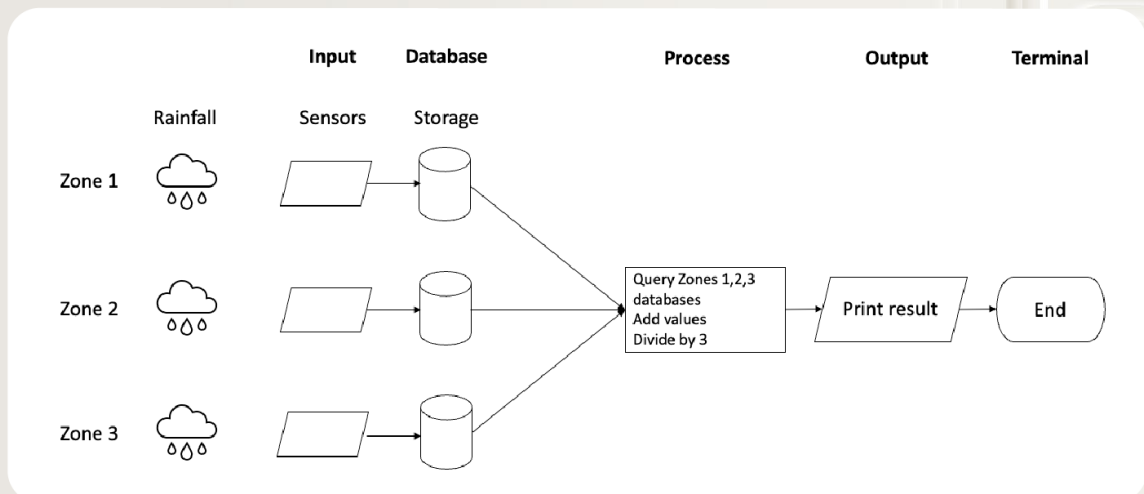 Input Database Process Output Terminal
Rainfall Sensors Storage
Zone 1
Zone 2
Query Zones 1,2,3
databases
Add values
Divide by 3
Print result
End
Zone 3